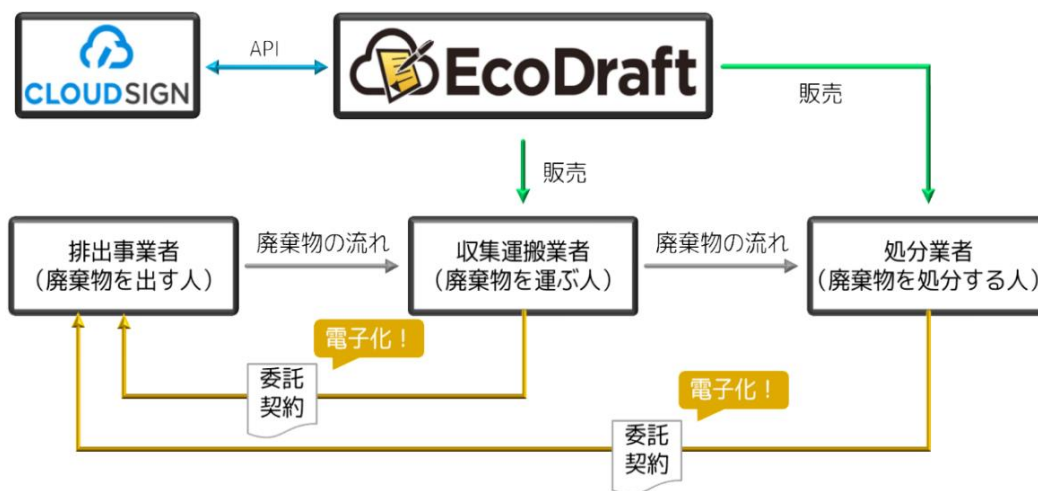 CLOUDSIGN
API
EcoDraft
販売
販売
排出事業者
（廃棄物を出す人）
廃棄物の流れ
収集運搬業者
（廃棄物を運ぶ人）
廃棄物の流れ
処分業者
（廃棄物を処分する人）
電子化！
委託
契約
電子化！
委託
契約